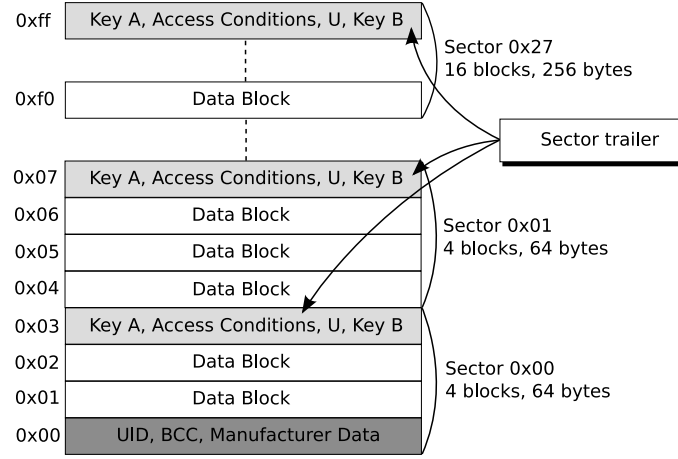 0xff Key A, Access Conditions, U, Key B
Sector 0x27
16 blocks, 256 bytes
0xf0 Data Block
Sector trailer
0x07 Key A, Access Conditions, U, Key B
0x06 Data Block
Sector 0x01
4 blocks, 64 bytes
0x05 Data Block
0x04 Data Block
0x03 Key A, Access Conditions, U, Key B
0x02 Data Block
Sector 0x00
4 blocks, 64 bytes
0x01 Data Block
0x00 UID, BCC, Manufacturer Data